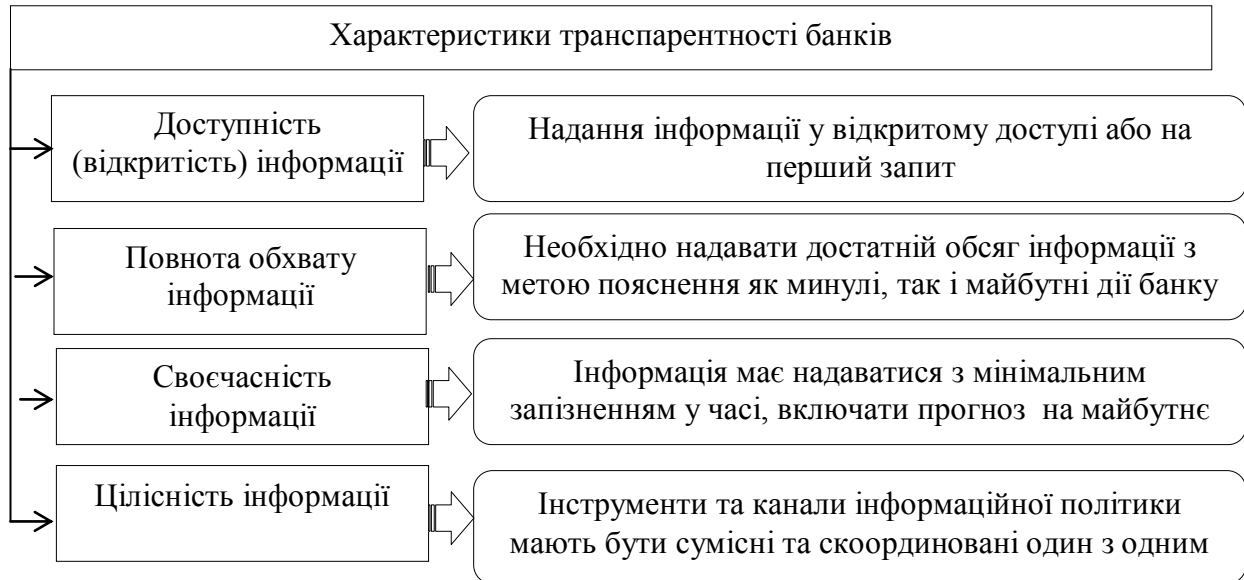 Характеристики транспарентності банків
Доступність
(відкритість) інформації
Надання інформації у відкритому доступі або на
перший запит
Повнота обхвату
інформації
Необхідно надавати достатній обсяг інформації з
метою пояснення як минулі, так і майбутні дії банку
Своєчасність
інформації
Інформація має надаватися з мінімальним
запізненням у часі, включати прогноз на майбутнє
Цілісність інформації
Інструменти та канали інформаційної політики
мають бути сумісні та скоординовані один з одним